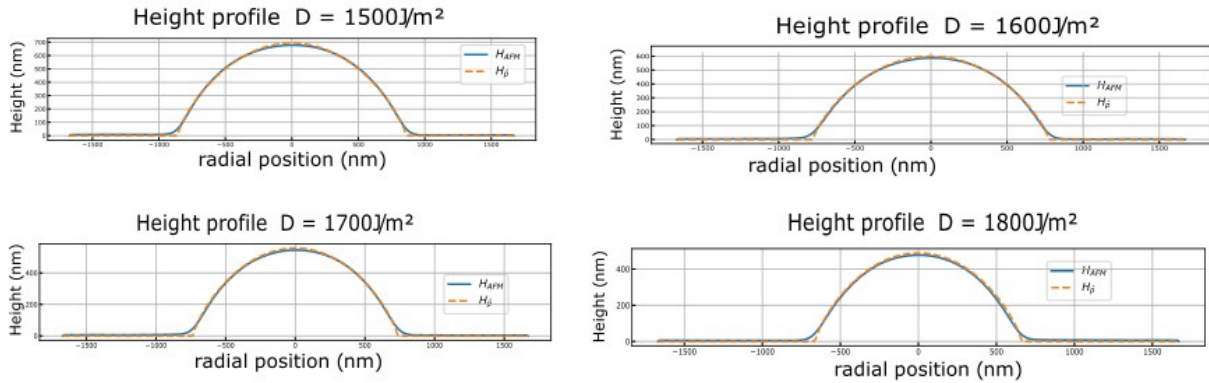 Height profile D = 1500J/m²
Height (nm)
700
600
500
400
300
200
100
0
H_AFM
H_p̂
−1500
−1000
−500
0
500
1000
1500
radial position (nm)
Height profile D = 1600J/m²
Height (nm)
600
500
400
300
200
100
0
H_AFM
H_p̂
−1500
−1000
−500
0
500
1000
1500
radial position (nm)
Height profile D = 1700J/m²
Height (nm)
400
200
0
H_AFM
H_p̂
−1500
−1000
−500
0
500
1000
1500
radial position (nm)
Height profile D = 1800J/m²
Height (nm)
400
200
0
H_AFM
H_p̂
−1500
−1000
−500
0
500
1000
1500
radial position (nm)